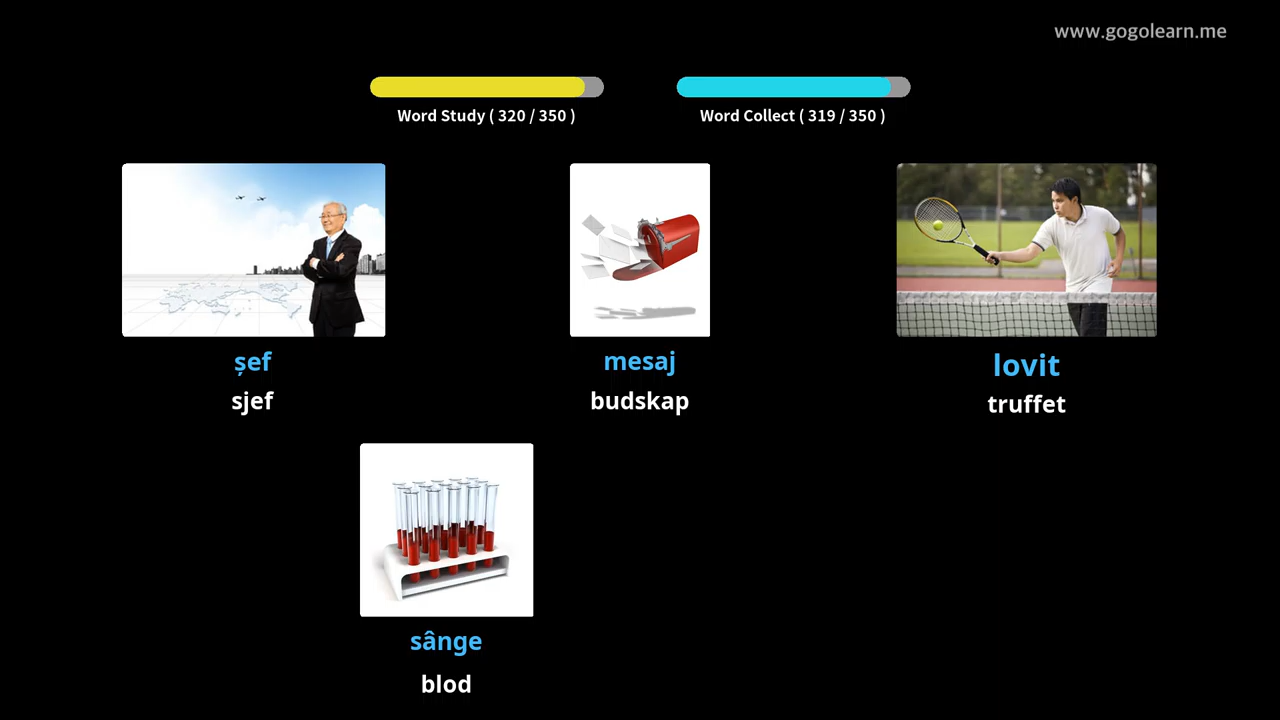 www.gogolearn.me
Word Study ( 320 / 350 )
Word Collect ( 319 / 350 )
șef
mesaj
lovit
sjef
budskap
truffet
sânge
blod